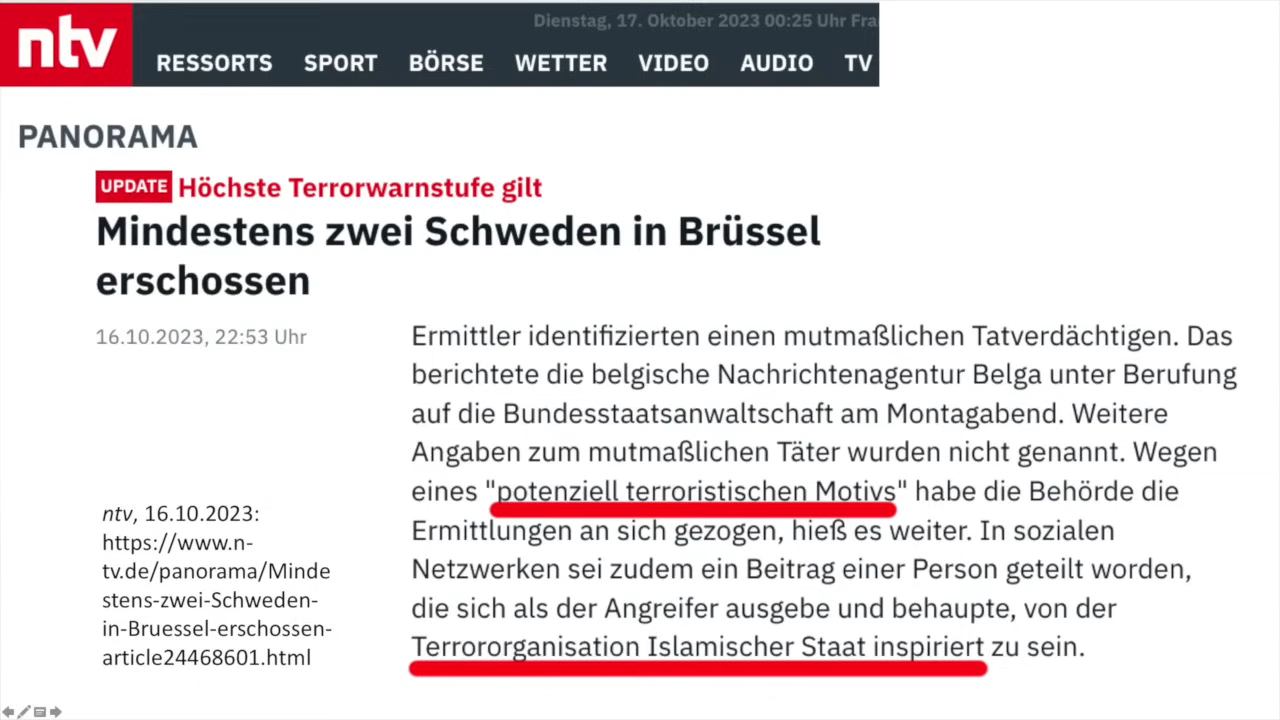 Dienstag, 17. Oktober 2023 00:25 Uhr Fra
ntv
RESSORTS SPORT BÖRSE WETTER VIDEO AUDIO TV
PANORAMA
UPDATE Höchste Terrorwarnstufe gilt
Mindestens zwei Schweden in Brüssel
erschossen
16.10.2023, 22:53 Uhr
Ermittler identifizierten einen mutmaßlichen Tatverdächtigen. Das
berichtete die belgische Nachrichtenagentur Belga unter Berufung
auf die Bundesstaatsanwaltschaft am Montagabend. Weitere
Angaben zum mutmaßlichen Täter wurden nicht genannt. Wegen
eines "potenziell terroristischen Motivs" habe die Behörde die
Ermittlungen an sich gezogen, hieß es weiter. In sozialen
Netzwerken sei zudem ein Beitrag einer Person geteilt worden,
die sich als der Angreifer ausgebe und behaupte, von der
Terrororganisation Islamischer Staat inspiriert zu sein.
ntv, 16.10.2023:
https://www.n-
tv.de/panorama/Minde
stens-zwei-Schweden-
in-Bruessel-erschossen-
article24468601.html